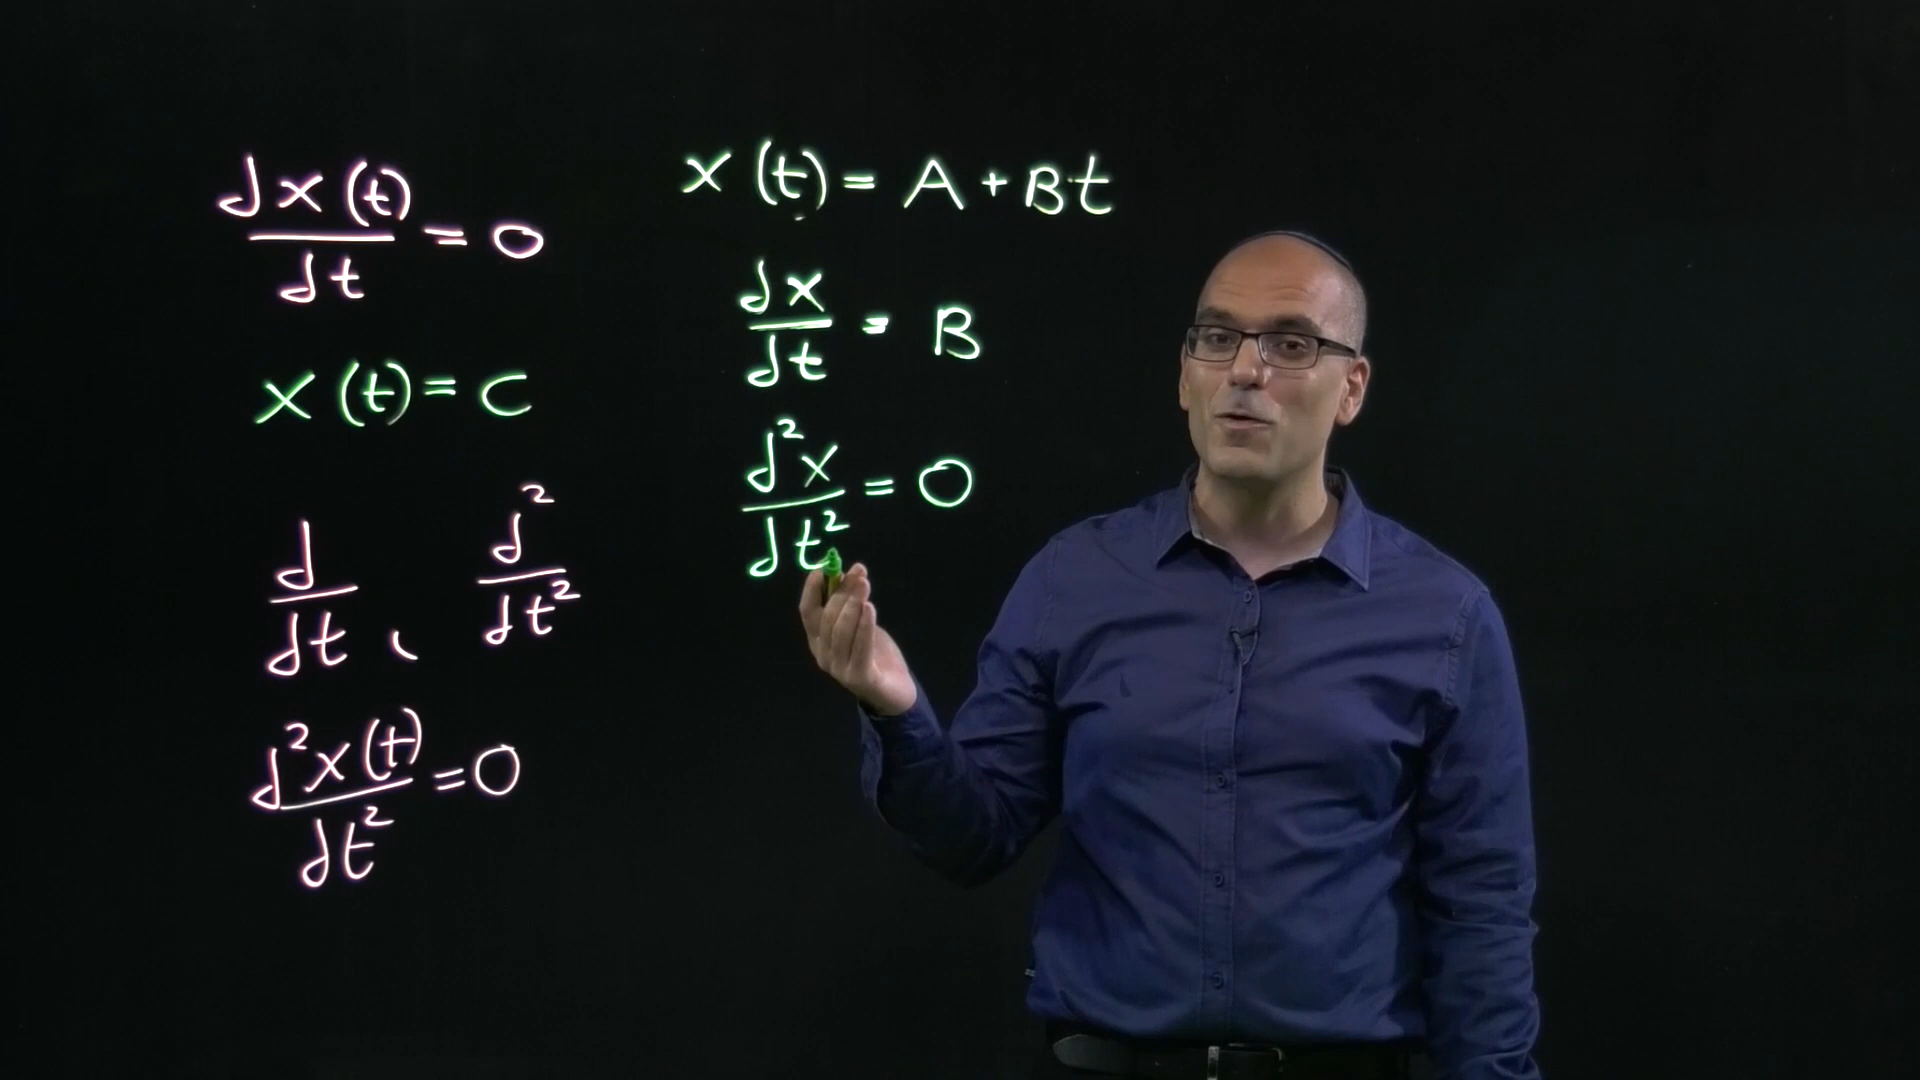 dx(t)/dt = 0
x(t) = C
d/dt , d²/dt²
d²x(t)/dt² = 0
x(t) = A + Bt
dx/dt = B
d²x/dt² = 0